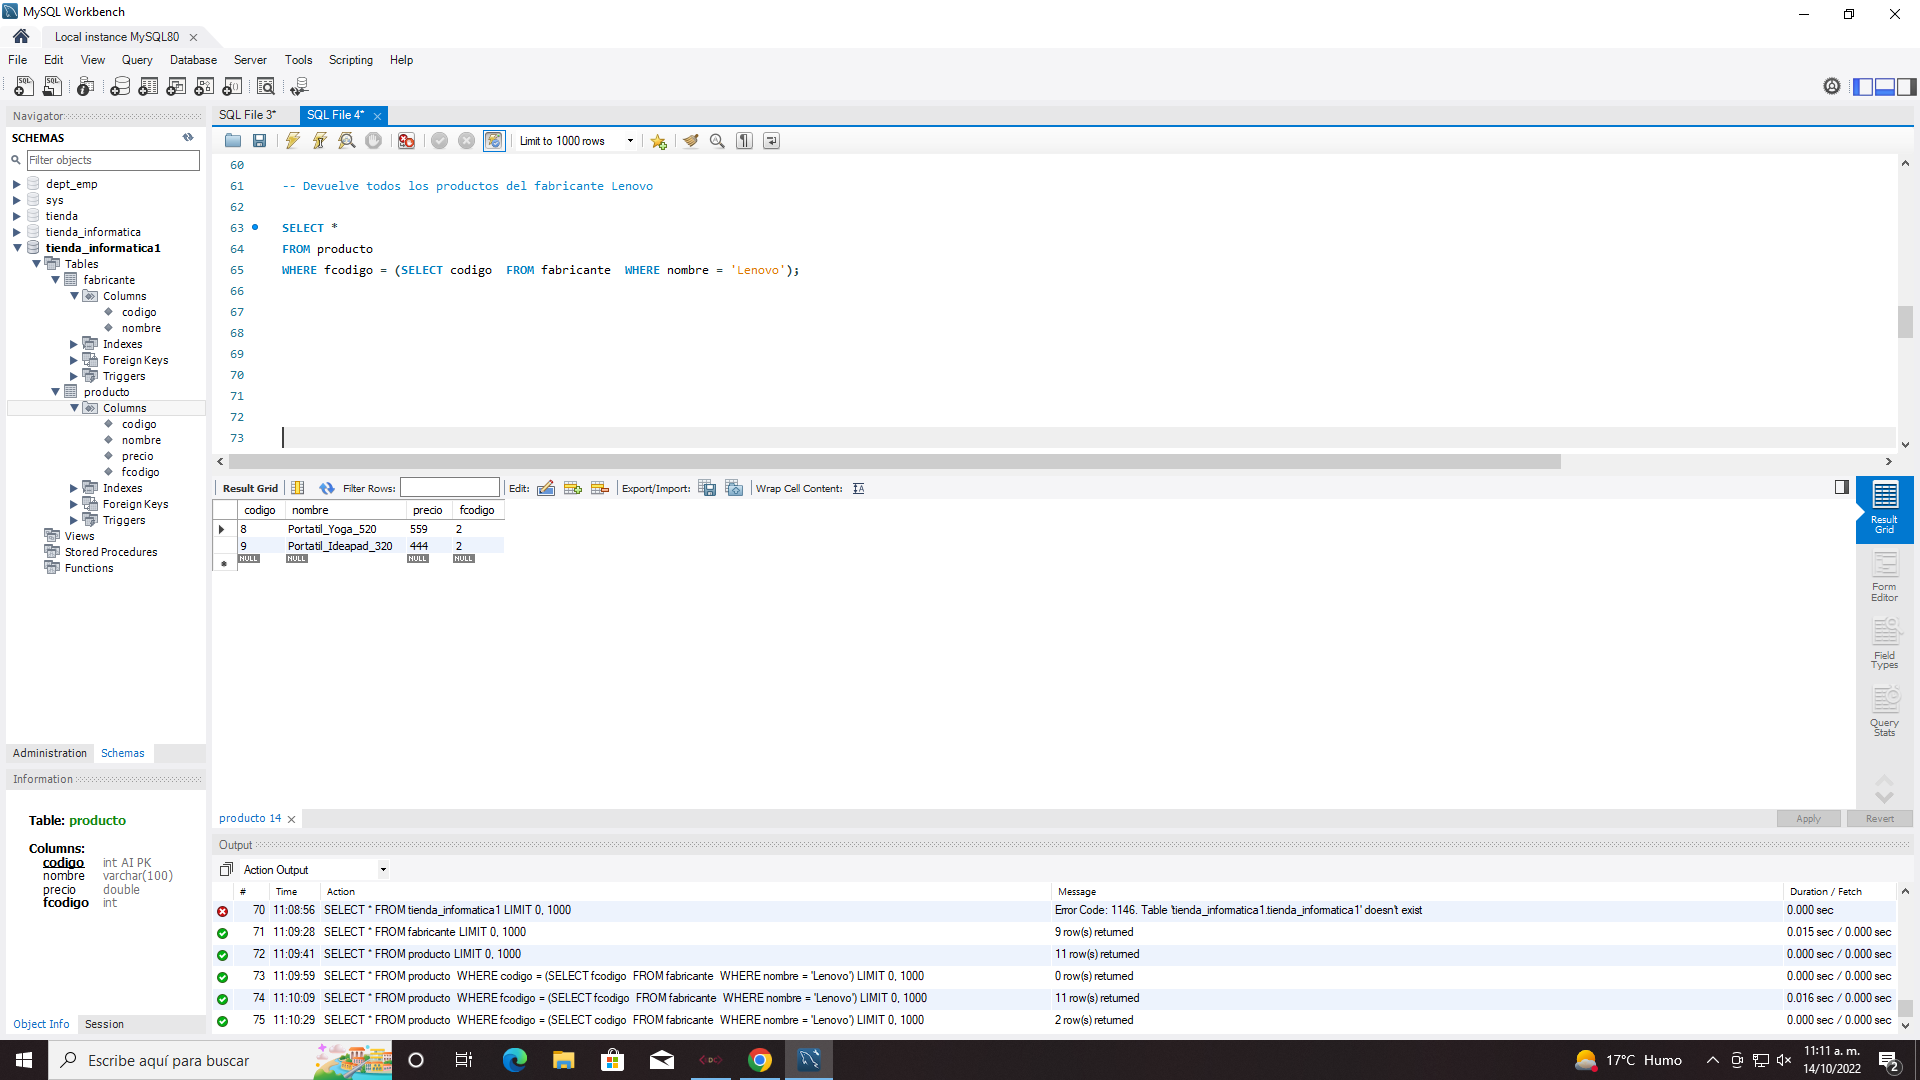 MySQL Workbench
Local instance MySQL80
File Edit View Query Database Server Tools Scripting Help
Navigator
SCHEMAS
Filter objects
dept_emp
sys
tienda
tienda_informatica
tienda_informatica1
Tables
fabricante
Columns
codigo
nombre
Indexes
Foreign Keys
Triggers
producto
Columns
codigo
nombre
precio
fcodigo
Indexes
Foreign Keys
Triggers
Views
Stored Procedures
Functions
Administration Schemas
Information
Table: producto
Columns:
codigo int AI PK
nombre varchar(100)
precio double
fcodigo int
Object Info Session
SQL File 3* SQL File 4*
Limit to 1000 rows
60
61 -- Devuelve todos los productos del fabricante Lenovo
62
63 SELECT *
64 FROM producto
65 WHERE fcodigo = (SELECT codigo  FROM fabricante  WHERE nombre = 'Lenovo');
66
67
68
69
70
71
72
73
Result Grid Filter Rows: Edit: Export/Import: Wrap Cell Content:
codigo nombre precio fcodigo
8 Portatil_Yoga_520 559 2
9 Portatil_Ideapad_320 444 2
NULL NULL NULL NULL
Result
Grid
Form
Editor
Field
Types
Query
Stats
producto 14
Apply Revert
Output
Action Output
# Time Action Message Duration / Fetch
70 11:08:56 SELECT * FROM tienda_informatica1 LIMIT 0, 1000 Error Code: 1146. Table 'tienda_informatica1.tienda_informatica1' doesn't exist 0.000 sec
71 11:09:28 SELECT * FROM fabricante LIMIT 0, 1000 9 row(s) returned 0.015 sec / 0.000 sec
72 11:09:41 SELECT * FROM producto LIMIT 0, 1000 11 row(s) returned 0.000 sec / 0.000 sec
73 11:09:59 SELECT * FROM producto  WHERE codigo = (SELECT fcodigo  FROM fabricante  WHERE nombre = 'Lenovo') LIMIT 0, 1000 0 row(s) returned 0.000 sec / 0.000 sec
74 11:10:09 SELECT * FROM producto  WHERE fcodigo = (SELECT fcodigo  FROM fabricante  WHERE nombre = 'Lenovo') LIMIT 0, 1000 11 row(s) returned 0.016 sec / 0.000 sec
75 11:10:29 SELECT * FROM producto  WHERE fcodigo = (SELECT codigo  FROM fabricante  WHERE nombre = 'Lenovo') LIMIT 0, 1000 2 row(s) returned 0.000 sec / 0.000 sec
Escribe aquí para buscar
17°C Humo
11:11 a. m.
14/10/2022
2